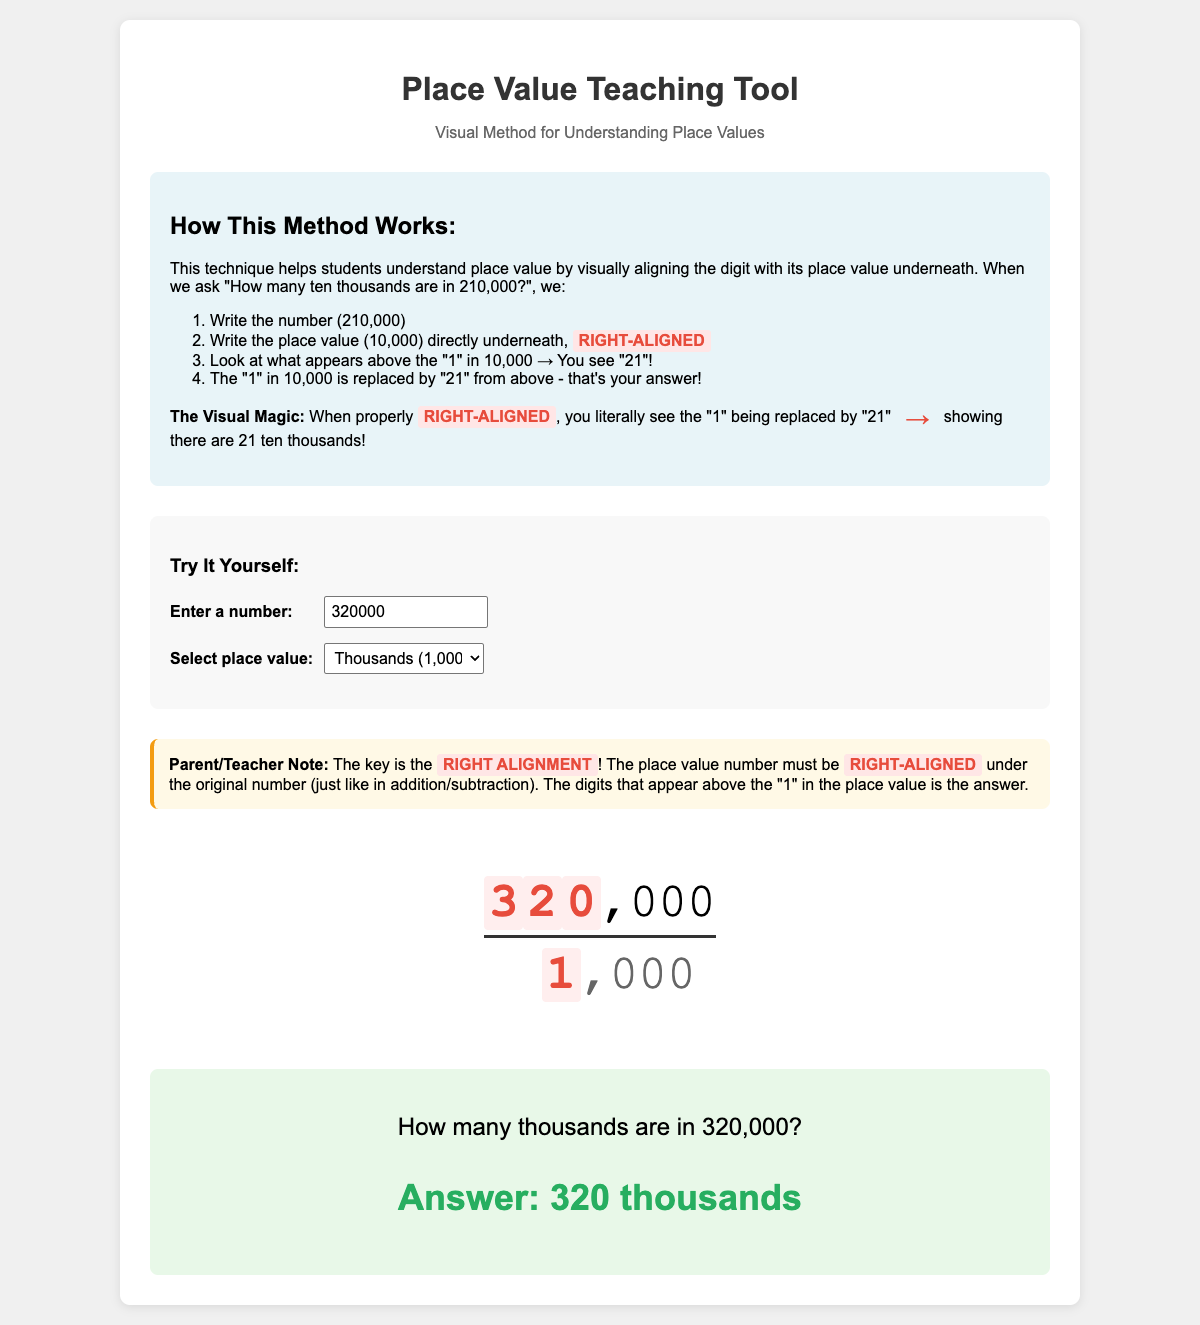 Place Value Teaching Tool
Visual Method for Understanding Place Values
How This Method Works:
This technique helps students understand place value by visually aligning the digit with its place value underneath. When
we ask "How many ten thousands are in 210,000?", we:
1. Write the number (210,000)
2. Write the place value (10,000) directly underneath, RIGHT-ALIGNED
3. Look at what appears above the "1" in 10,000 → You see "21"!
4. The "1" in 10,000 is replaced by "21" from above - that's your answer!
The Visual Magic: When properly RIGHT-ALIGNED, you literally see the "1" being replaced by "21" → showing
there are 21 ten thousands!
Try It Yourself:
Enter a number: 320000
Select place value: Thousands (1,000
Parent/Teacher Note: The key is the RIGHT ALIGNMENT! The place value number must be RIGHT-ALIGNED under
the original number (just like in addition/subtraction). The digits that appear above the "1" in the place value is the answer.
320,000
1,000
How many thousands are in 320,000?
Answer: 320 thousands